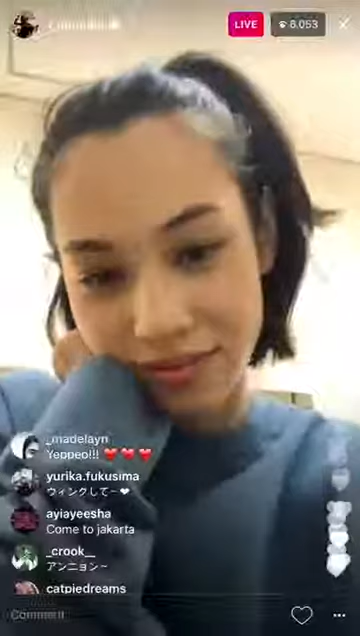 LIVE
6.053
_madelayn
Yeppeo!!! ❤️ ❤️ ❤️
yurika.fukusima
ウィンクして〜❤
ayiayeesha
Come to jakarta
_crook__
アンニョン〜
catpiedreams
Comment